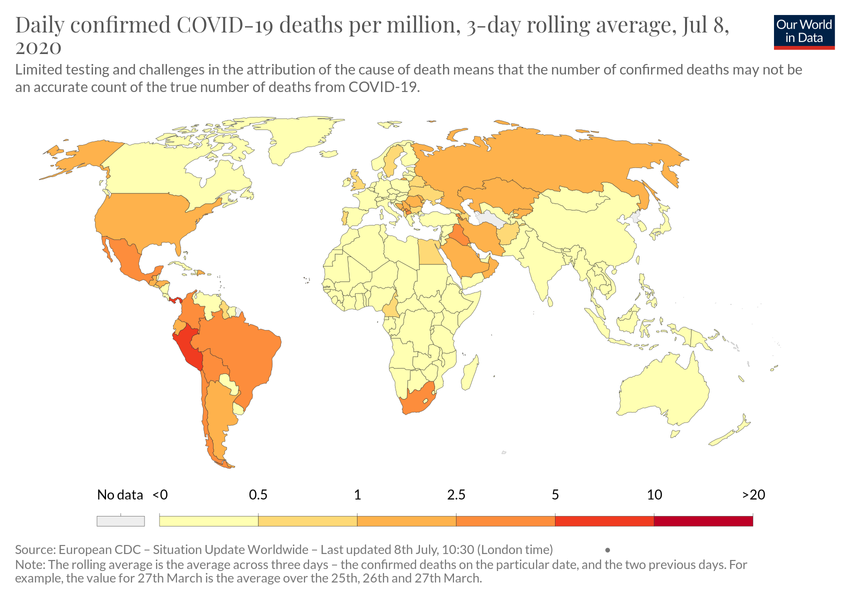 Daily confirmed COVID-19 deaths per million, 3-day rolling average, Jul 8,
2020
Our World
in Data
Limited testing and challenges in the attribution of the cause of death means that the number of confirmed deaths may not be
an accurate count of the true number of deaths from COVID-19.
No data <0 0.5 1 2.5 5 10 >20
Source: European CDC – Situation Update Worldwide – Last updated 8th July, 10:30 (London time)
Note: The rolling average is the average across three days – the confirmed deaths on the particular date, and the two previous days. For
example, the value for 27th March is the average over the 25th, 26th and 27th March.